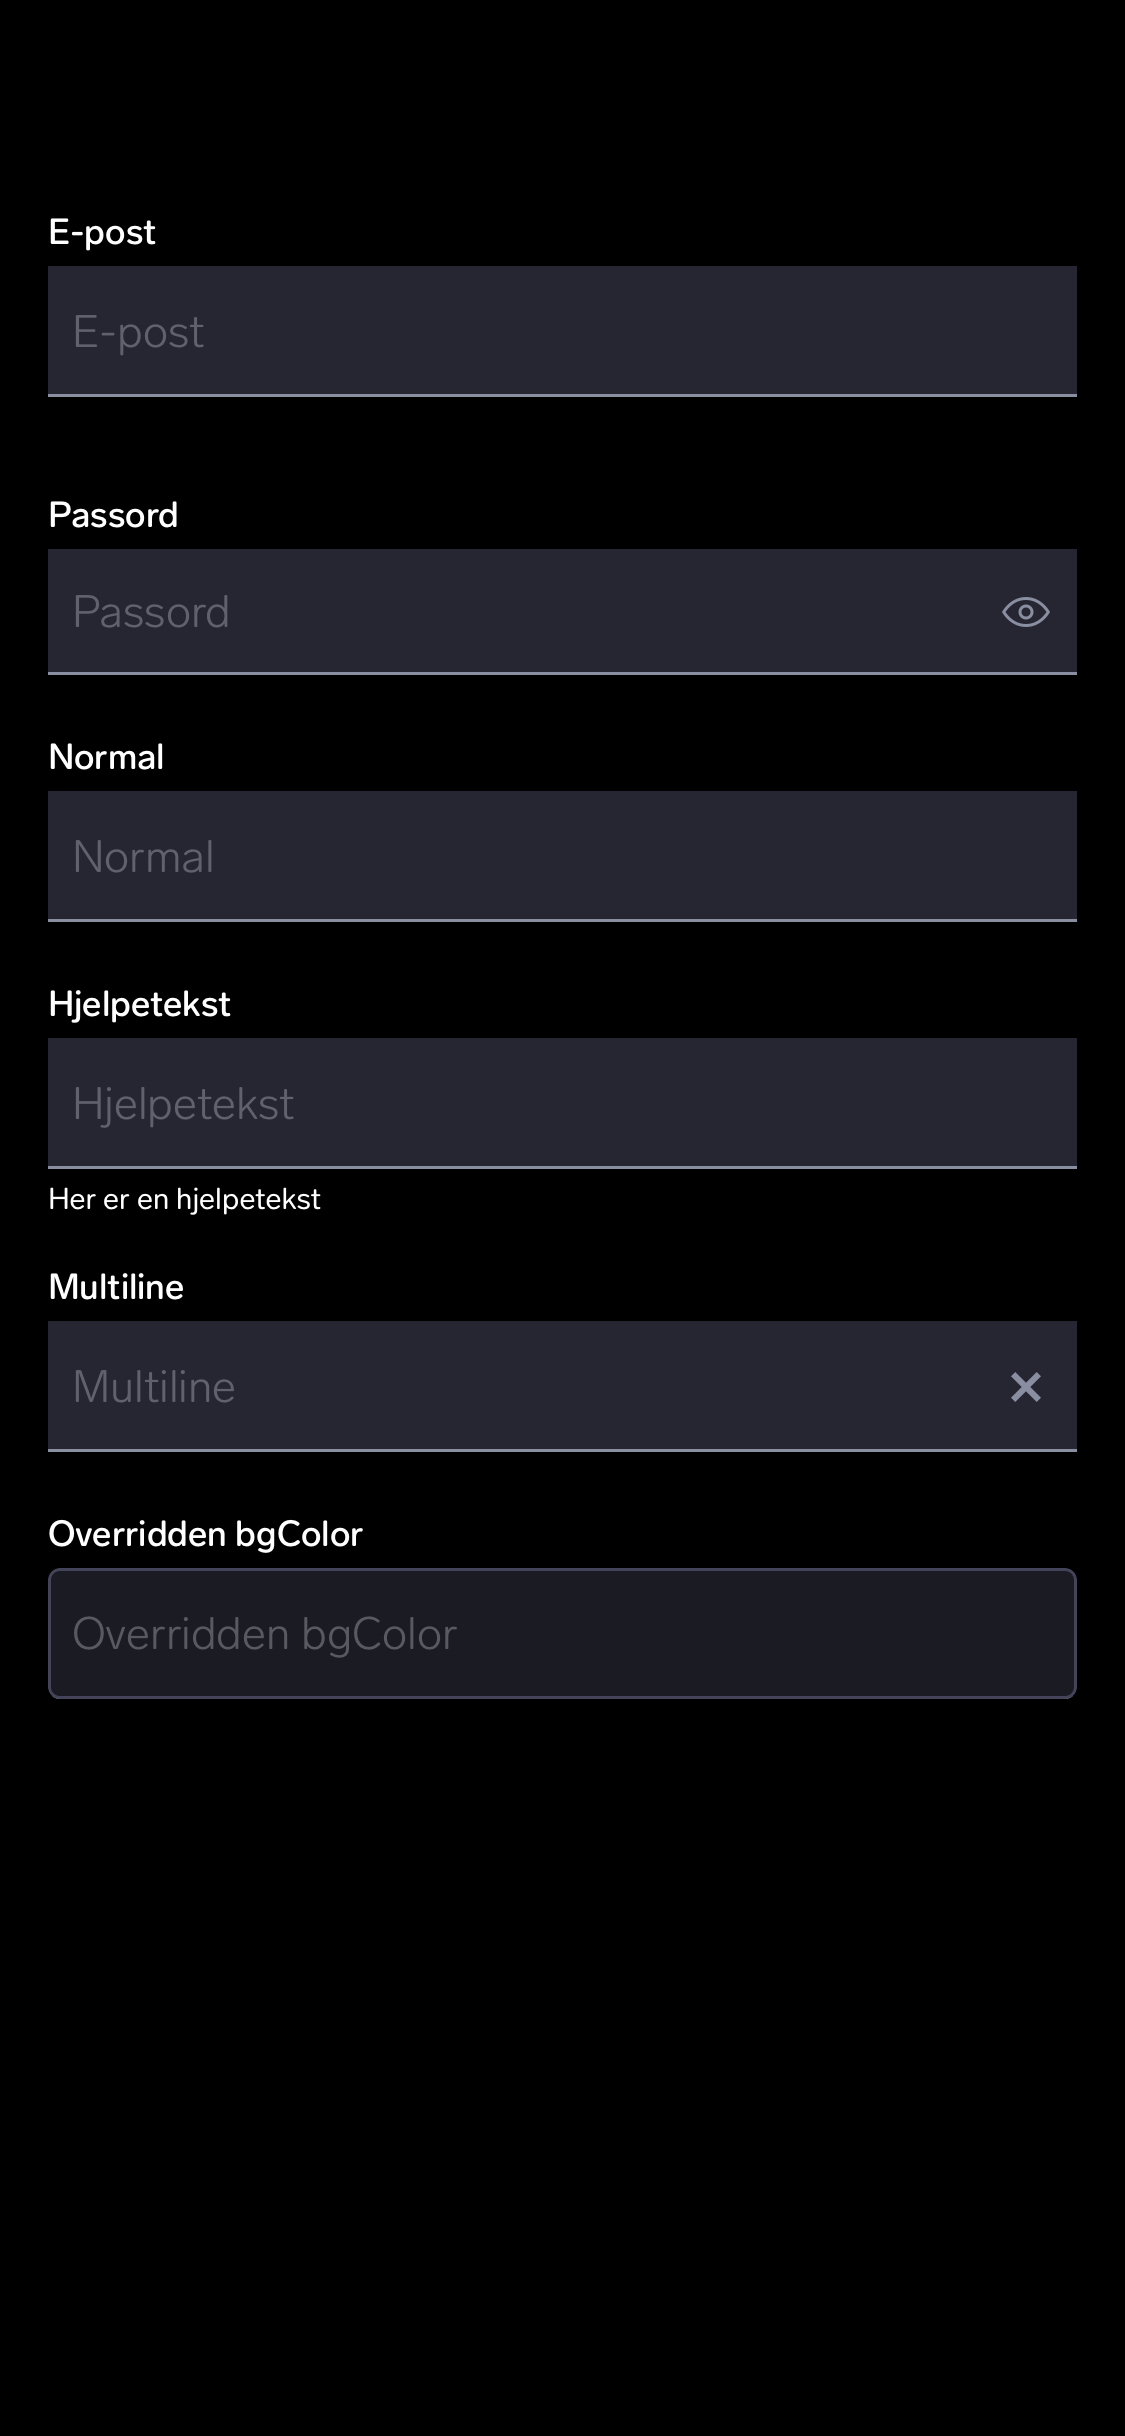 E-post
E-post
Passord
Passord
Normal
Normal
Hjelpetekst
Hjelpetekst
Her er en hjelpetekst
Multiline
Multiline
Overridden bgColor
Overridden bgColor